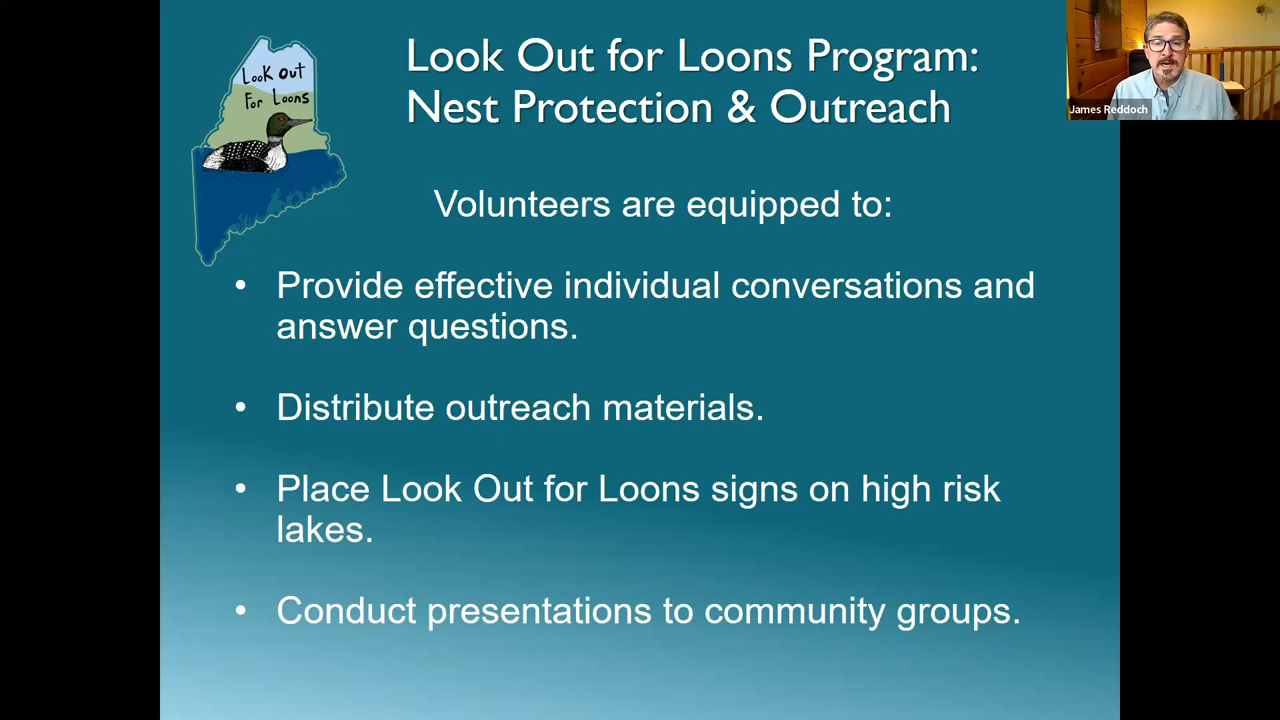 Look Out for Loons Program:
Nest Protection & Outreach
Look Out
For Loons
James Reddoch
Volunteers are equipped to:
• Provide effective individual conversations and
answer questions.
• Distribute outreach materials.
• Place Look Out for Loons signs on high risk
lakes.
• Conduct presentations to community groups.